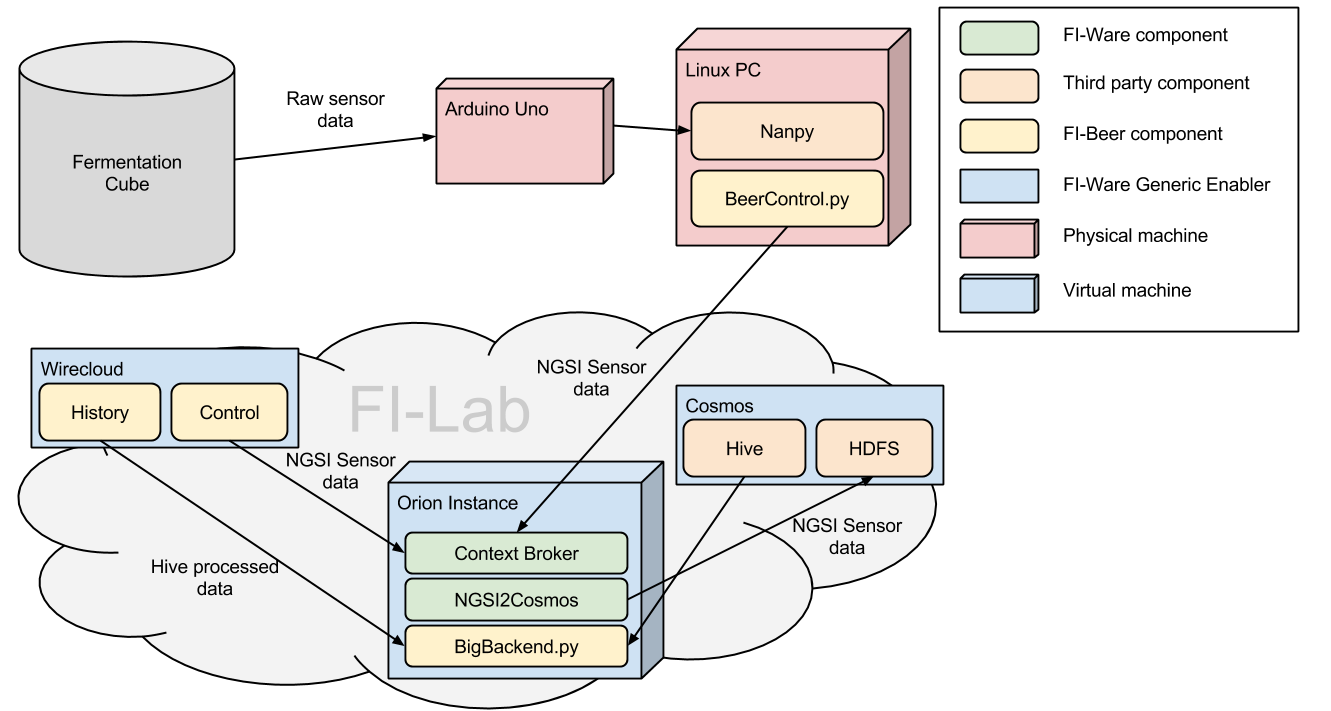 Fermentation
Cube
Raw sensor
data
Arduino Uno
Linux PC
Nanpy
BeerControl.py
FI-Ware component
Third party component
FI-Beer component
FI-Ware Generic Enabler
Physical machine
Virtual machine
Wirecloud
History
Control
FI-Lab
NGSI Sensor
data
Cosmos
Hive
HDFS
NGSI Sensor
data
Orion Instance
Context Broker
NGSI2Cosmos
BigBackend.py
NGSI Sensor
data
Hive processed
data